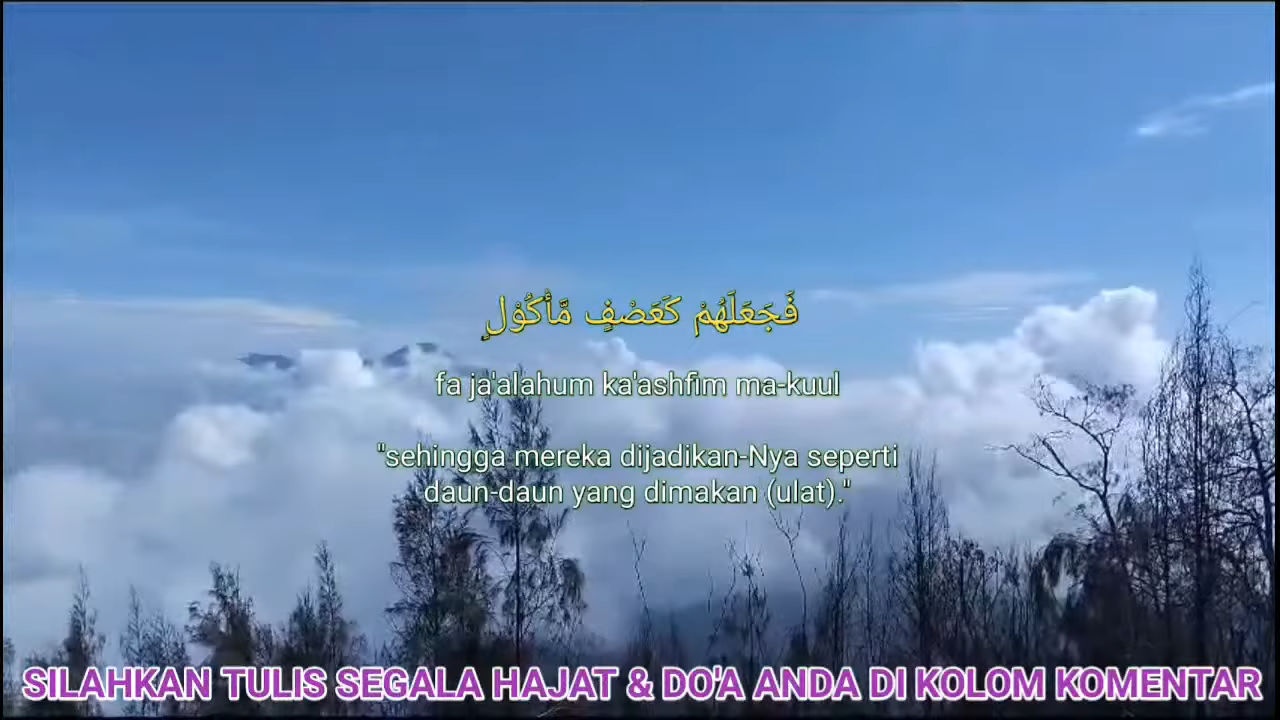 فَجَعَلَهُمْ كَعَصْفٍ مَّأْكُوْلٍ
fa ja'alahum ka'ashfim ma-kuul
"sehingga mereka dijadikan-Nya seperti
daun-daun yang dimakan (ulat)."
SILAHKAN TULIS SEGALA HAJAT & DO'A ANDA DI KOLOM KOMENTAR